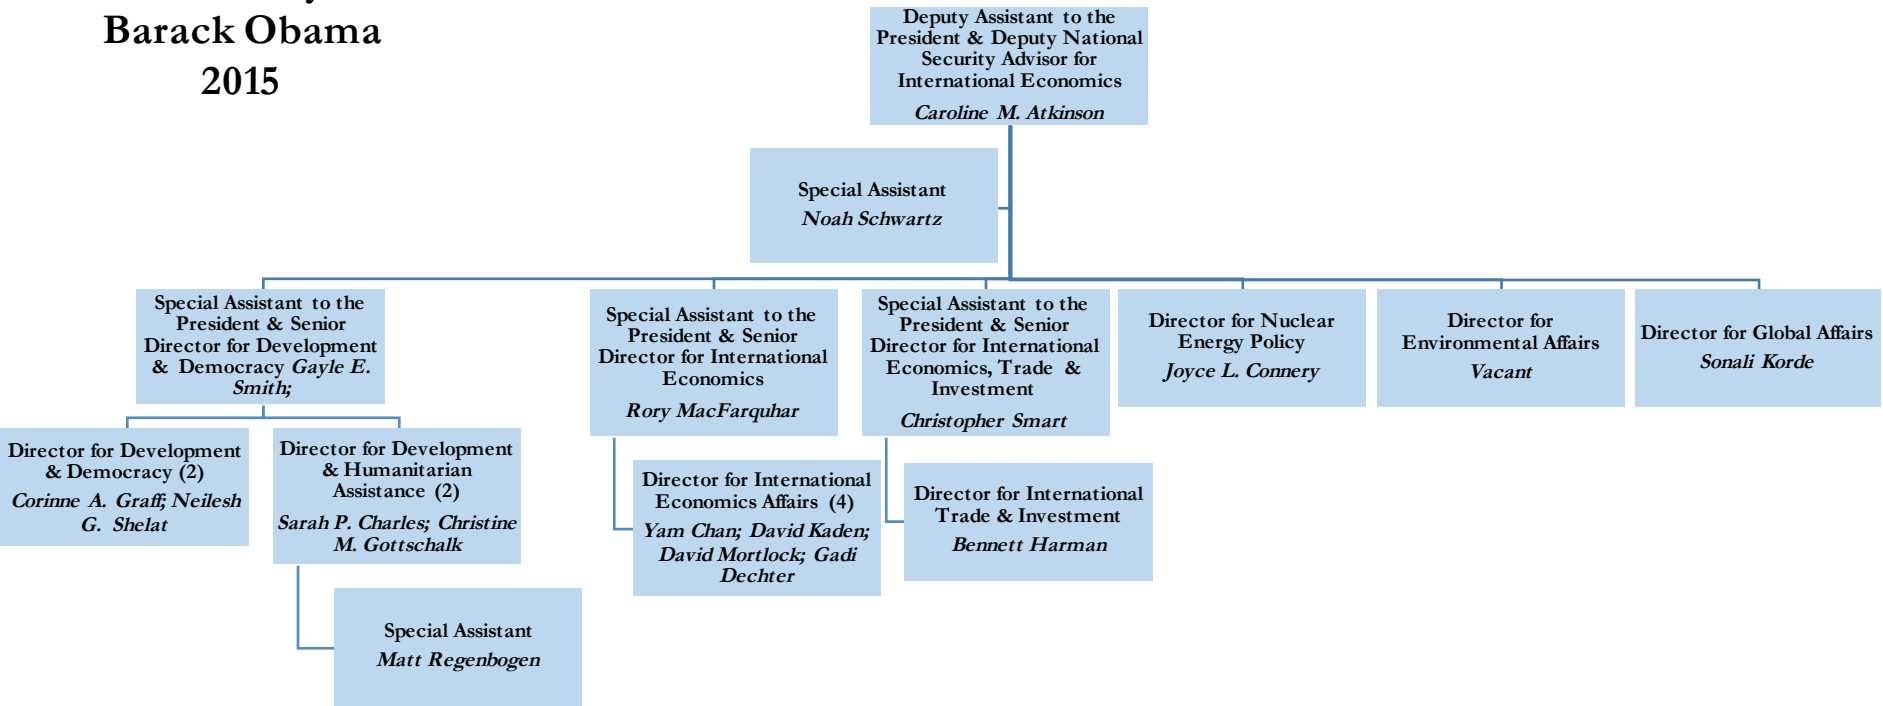 Barack Obama
2015
Deputy Assistant to the
President & Deputy National
Security Advisor for
International Economics
Caroline M. Atkinson
Special Assistant
Noah Schwartz
Special Assistant to the
President & Senior
Director for Development
& Democracy Gayle E.
Smith;
Special Assistant to the
President & Senior
Director for International
Economics
Rory MacFarquhar
Special Assistant to the
President & Senior
Director for International
Economics, Trade &
Investment
Christopher Smart
Director for Nuclear
Energy Policy
Joyce L. Connery
Director for
Environmental Affairs
Vacant
Director for Global Affairs
Sonali Korde
Director for Development
& Democracy (2)
Corinne A. Graff; Neilesh
G. Shelat
Director for Development
& Humanitarian
Assistance (2)
Sarah P. Charles; Christine
M. Gottschalk
Director for International
Economics Affairs (4)
Yam Chan; David Kaden;
David Mortlock; Gadi
Dechter
Director for International
Trade & Investment
Bennett Harman
Special Assistant
Matt Regenbogen